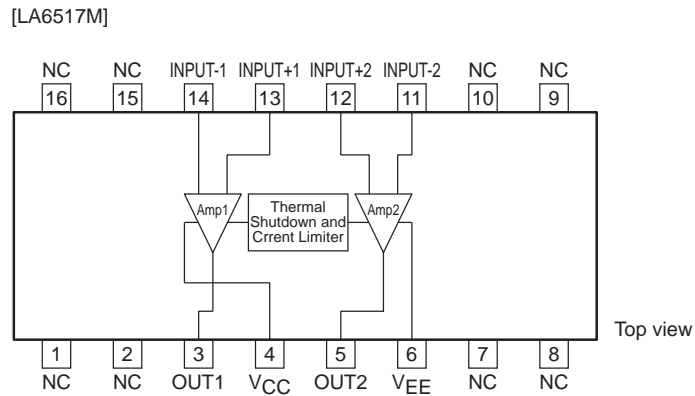 [LA6517M]
NC NC INPUT-1 INPUT+1 INPUT+2 INPUT-2 NC NC
16 15 14 13 12 11 10 9
Amp1
Thermal
Shutdown and
Crrent Limiter
Amp2
Top view
1 2 3 4 5 6 7 8
NC NC OUT1 VCC OUT2 VEE NC NC